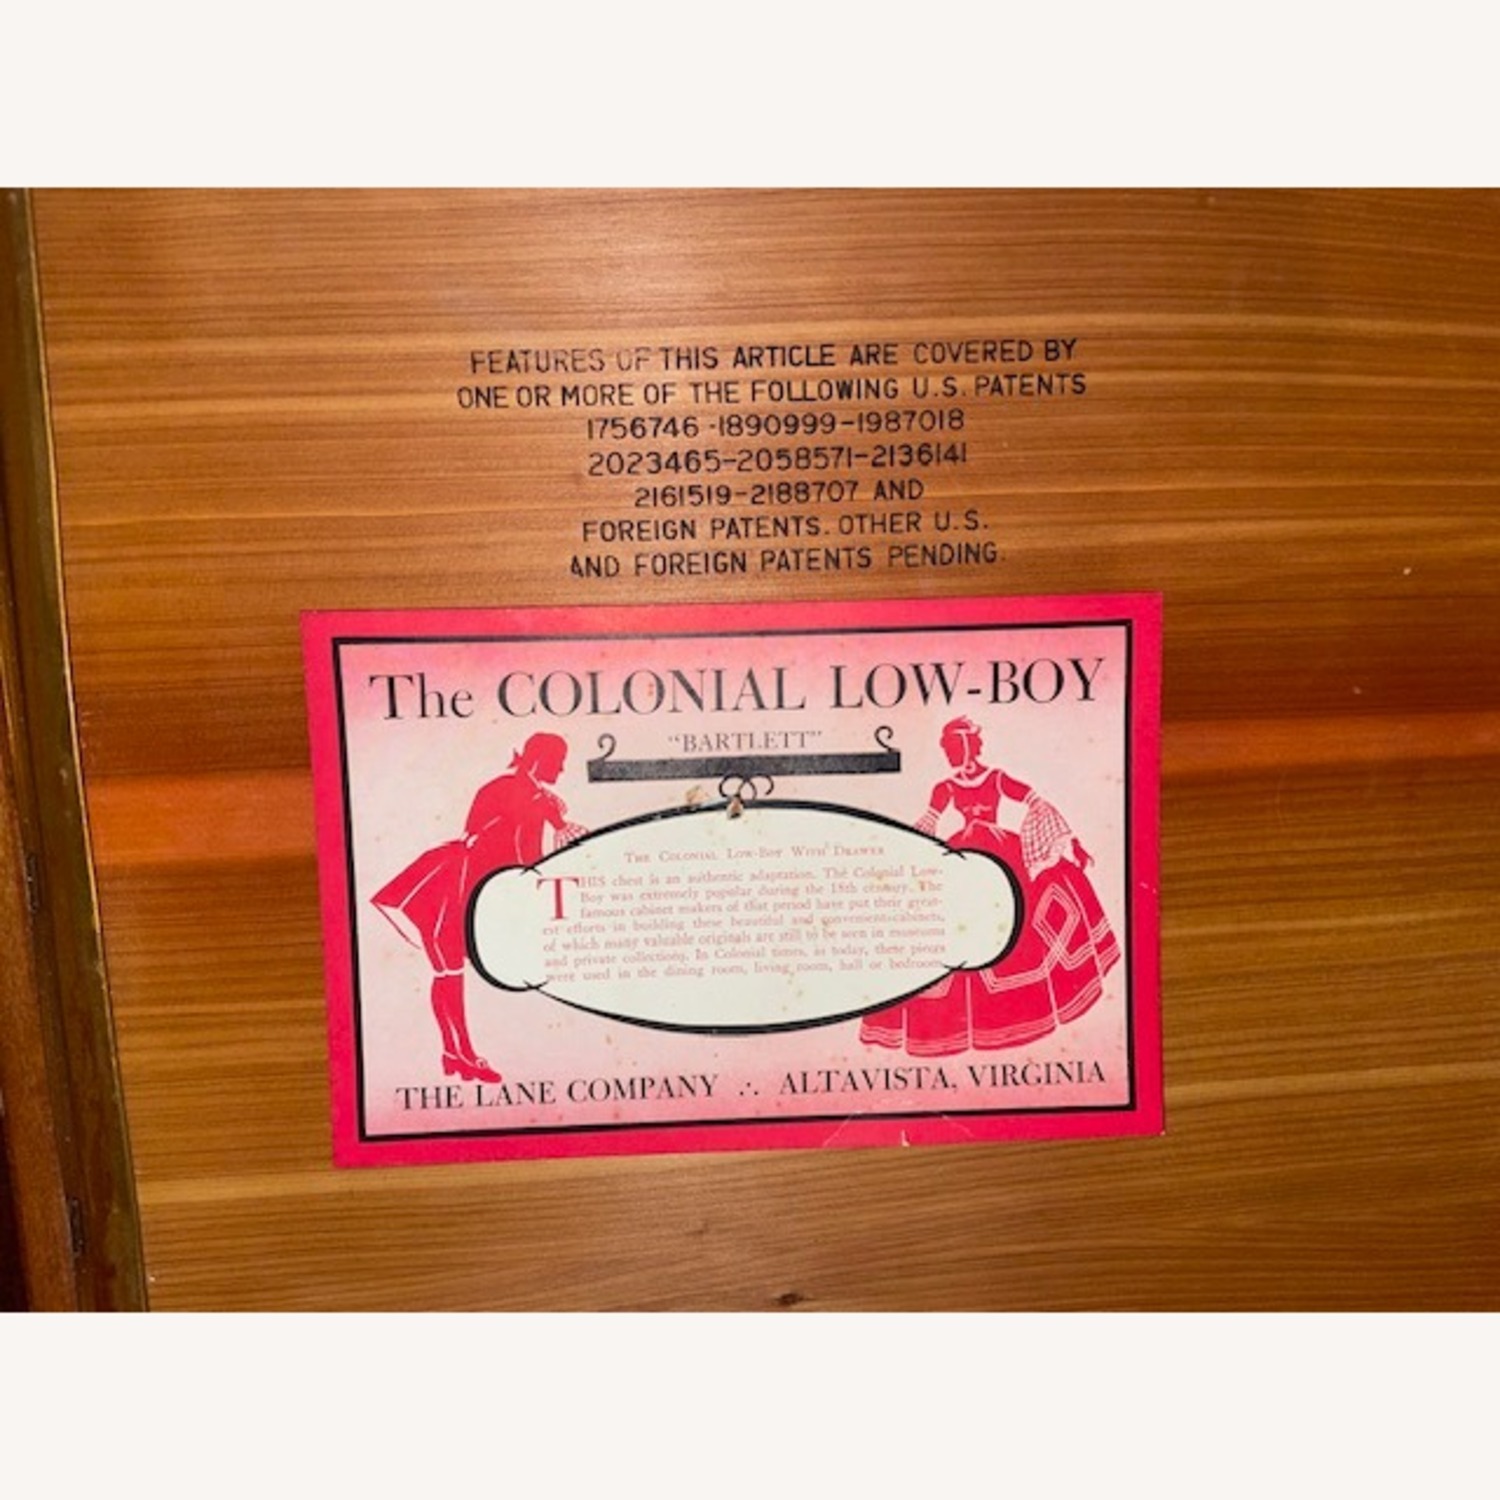 FEATURES OF THIS ARTICLE ARE COVERED BY
ONE OR MORE OF THE FOLLOWING U.S. PATENTS
1756746-1890999-1987018
2023465-2058571-2136141
2161519-2188707 AND
FOREIGN PATENTS. OTHER U.S.
AND FOREIGN PATENTS PENDING.
The COLONIAL LOW-BOY
"BARTLETT"
THE COLONIAL LOW-BOY WITH DRAWER
THIS chest is an authentic adaptation. The Colonial Low-
Boy was extremely popular during the 18th century. The
famous cabinet makers of that period have put their great-
est efforts in building these beautiful and convenient cabinets,
of which many valuable originals are still to be seen in museums
and private collections. In Colonial times, as today, these pieces
were used in the dining room, living room, hall or bedroom.
THE LANE COMPANY ∴ ALTAVISTA, VIRGINIA